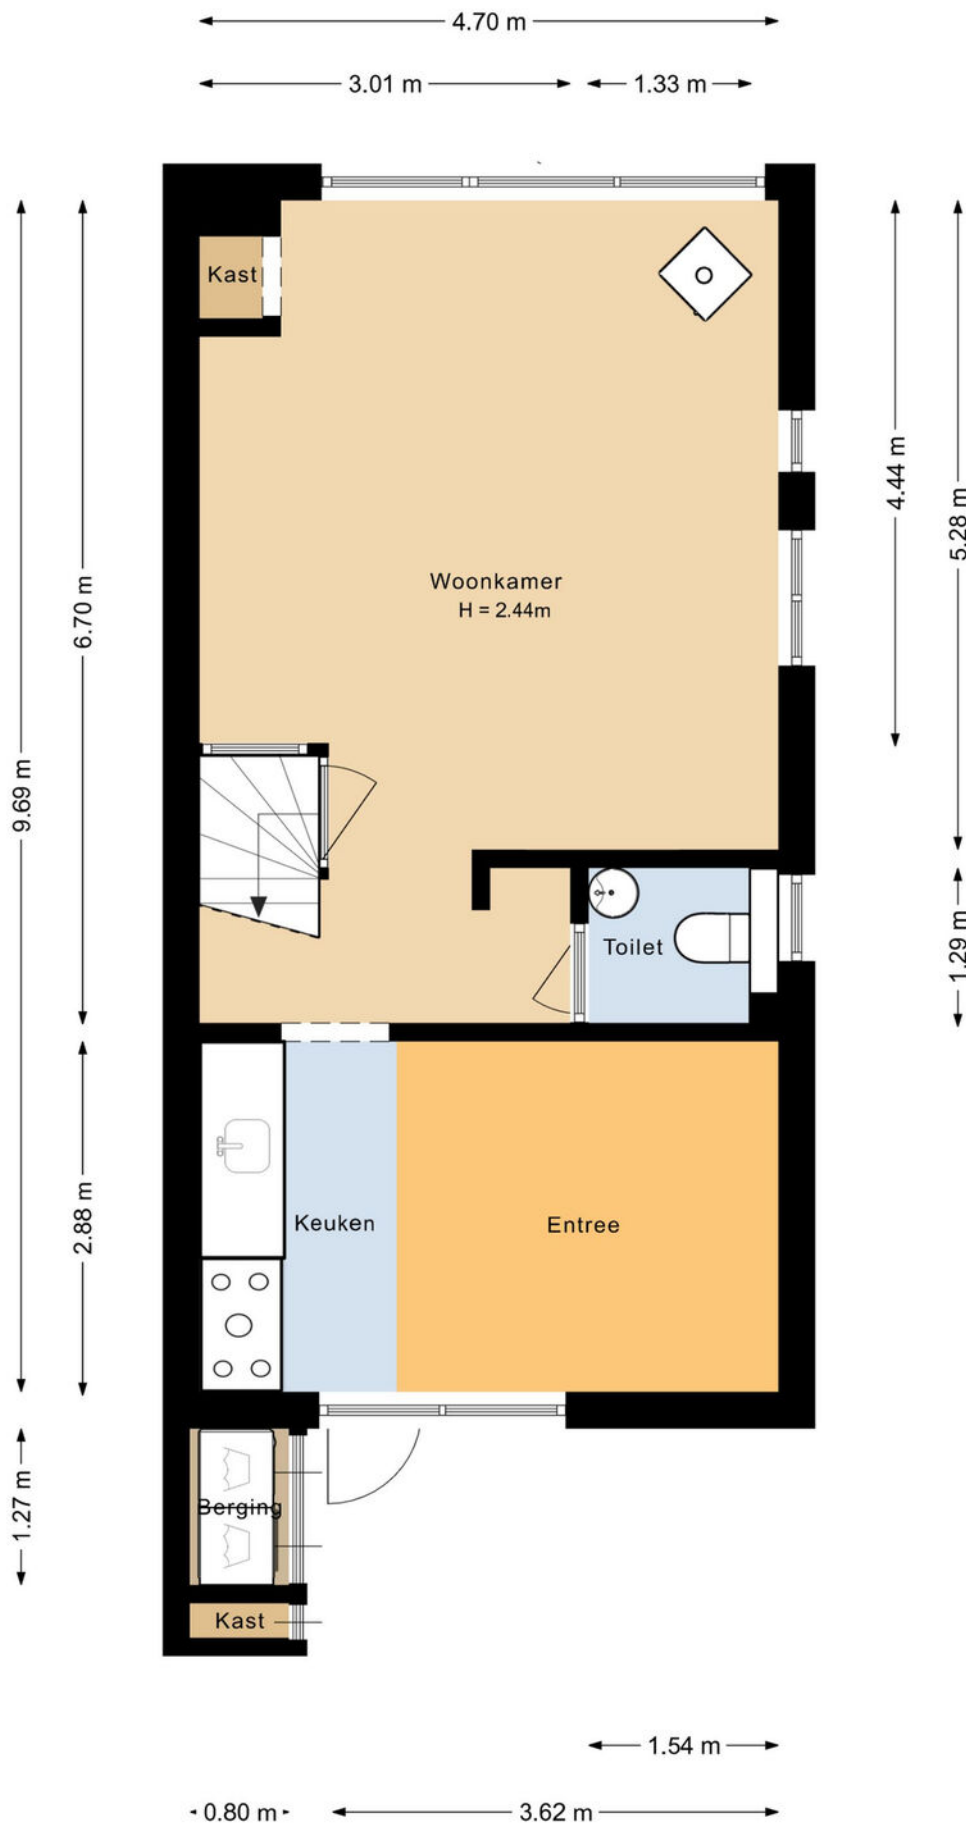 4.70 m
3.01 m
1.33 m
Kast
4.44 m
5.28 m
Woonkamer
H = 2.44m
6.70 m
9.69 m
Toilet
1.29 m
2.88 m
Keuken
Entree
1.27 m
Berging
Kast
1.54 m
0.80 m
3.62 m